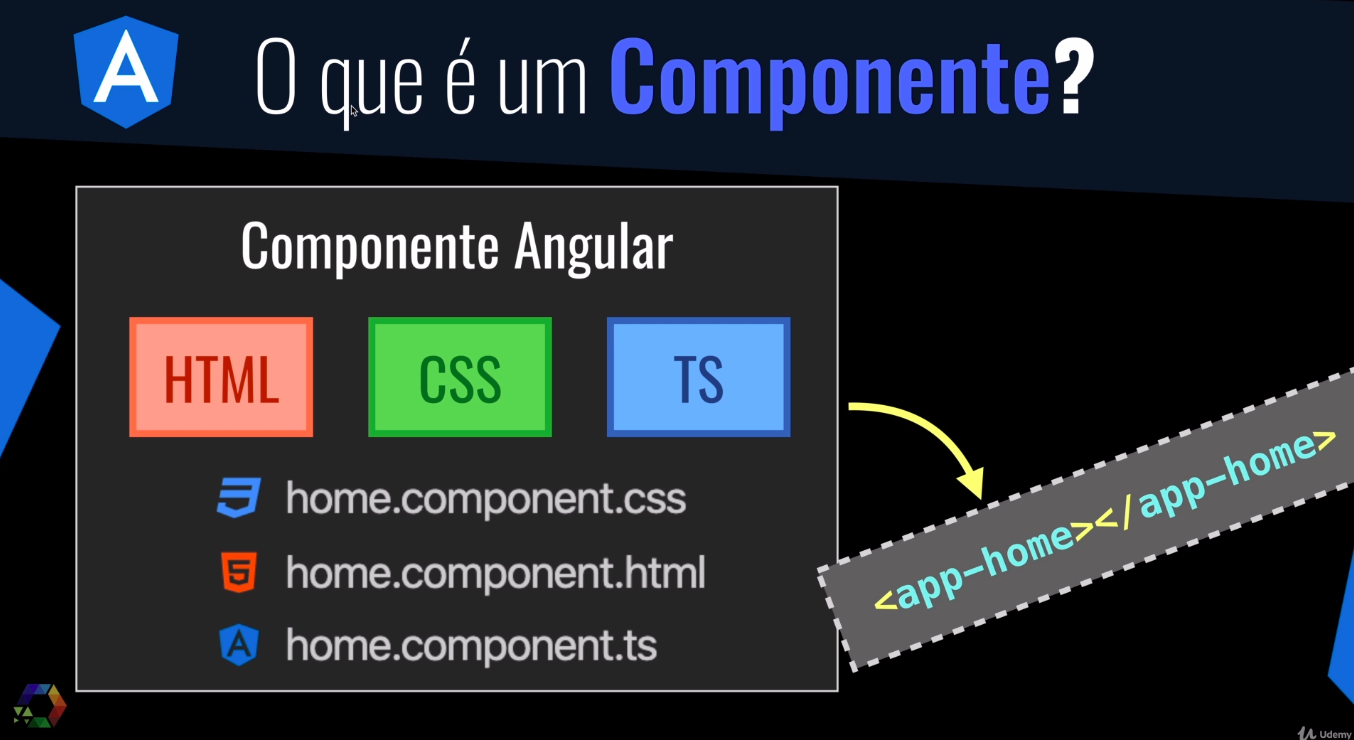 O que é um Componente?
Componente Angular
HTML CSS TS
home.component.css
home.component.html
home.component.ts
<app-home></app-home>
Udemy